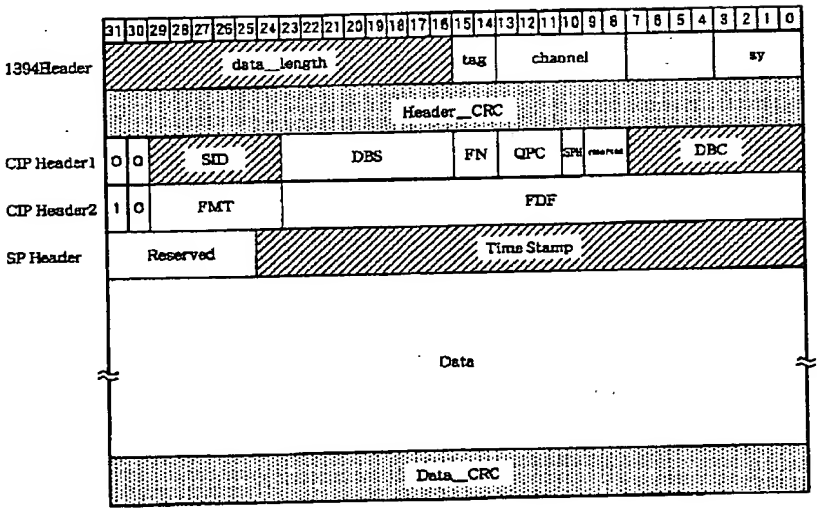 31 30 29 28 27 26 25 24 23 22 21 20 19 18 17 16 15 14 13 12 11 10 9 8 7 6 5 4 3 2 1 0
1394Header data_length tag channel sy
Header_CRC
CIP Header1 0 0 SID DBS FN QPC SPH reserved DBC
CIP Header2 1 0 FMT FDF
SP Header Reserved Time Stamp
Data
Data_CRC